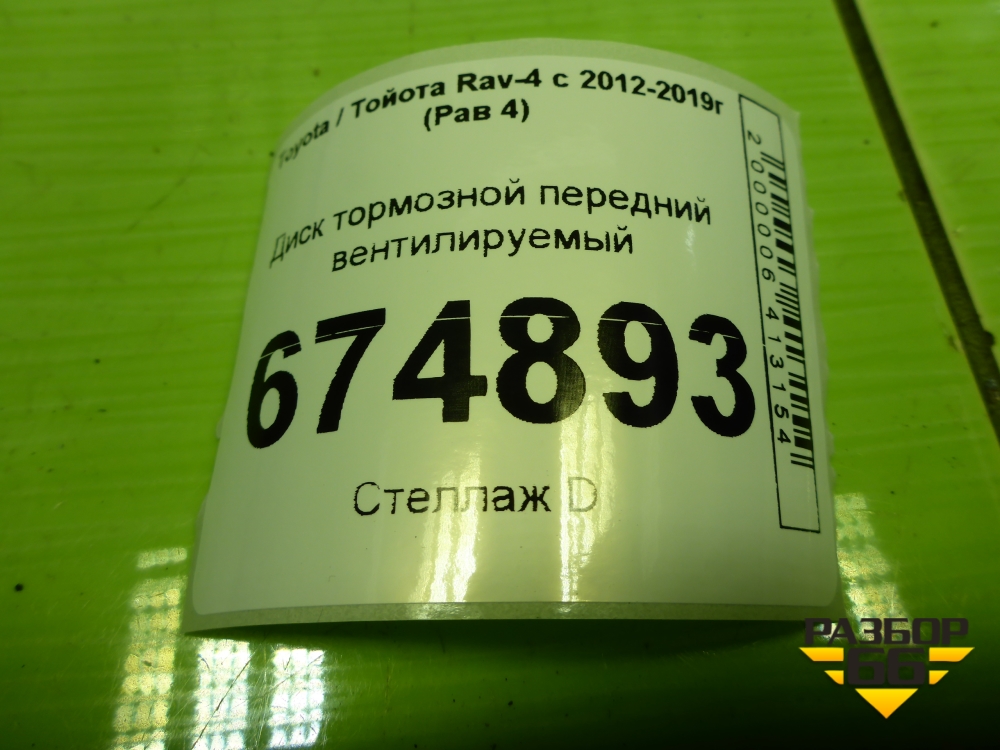 Toyota / Тойота Rav-4 с 2012-2019г
(Рав 4)
Диск тормозной передний
вентилируемый
674893
Стеллаж D
2000006413154
РАЗБОР
66